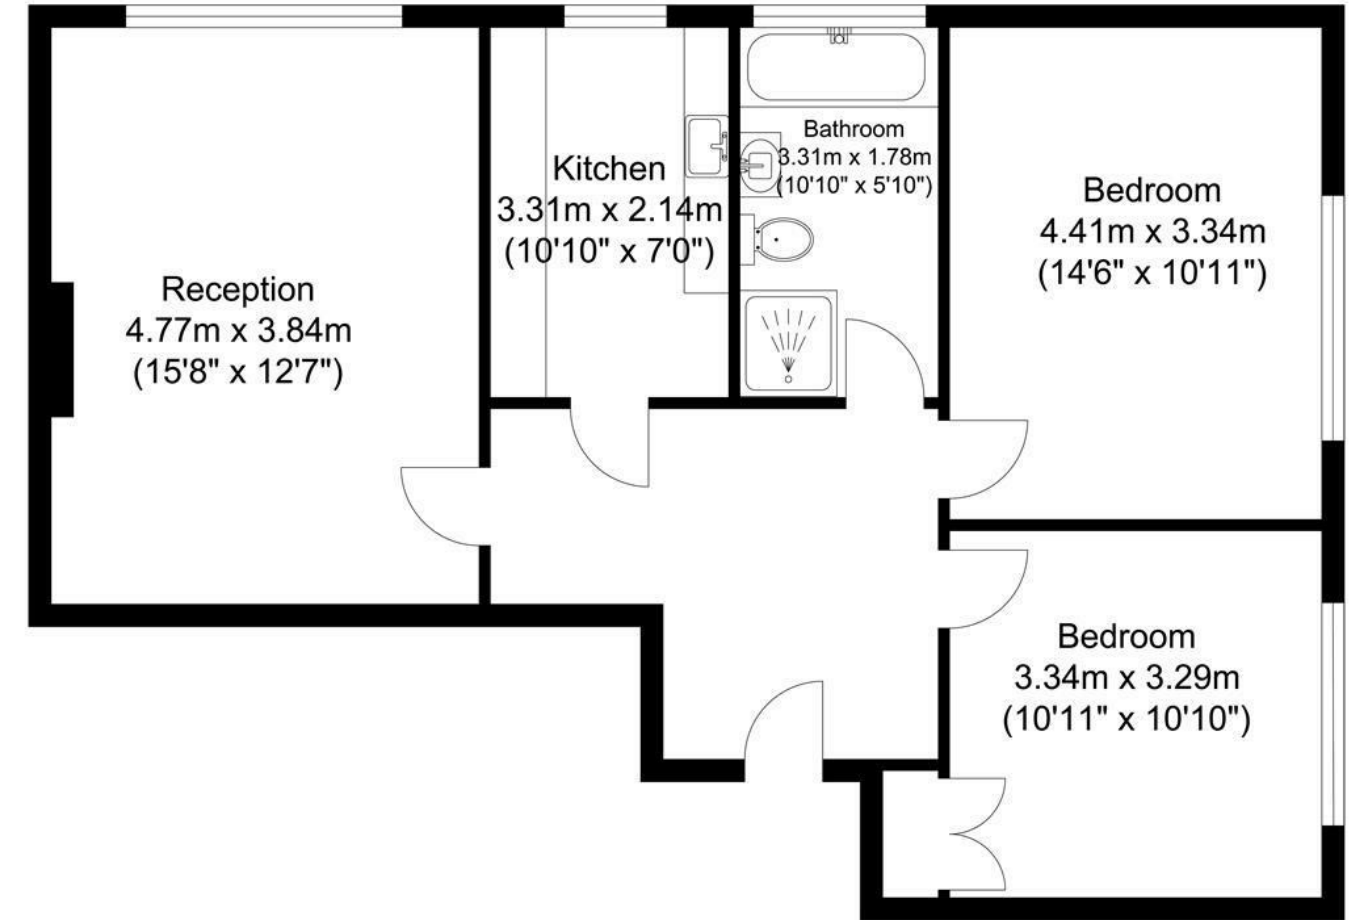 Reception
4.77m x 3.84m
(15'8" x 12'7")
Kitchen
3.31m x 2.14m
(10'10" x 7'0")
Bathroom
3.31m x 1.78m
(10'10" x 5'10")
Bedroom
4.41m x 3.34m
(14'6" x 10'11")
Bedroom
3.34m x 3.29m
(10'11" x 10'10")